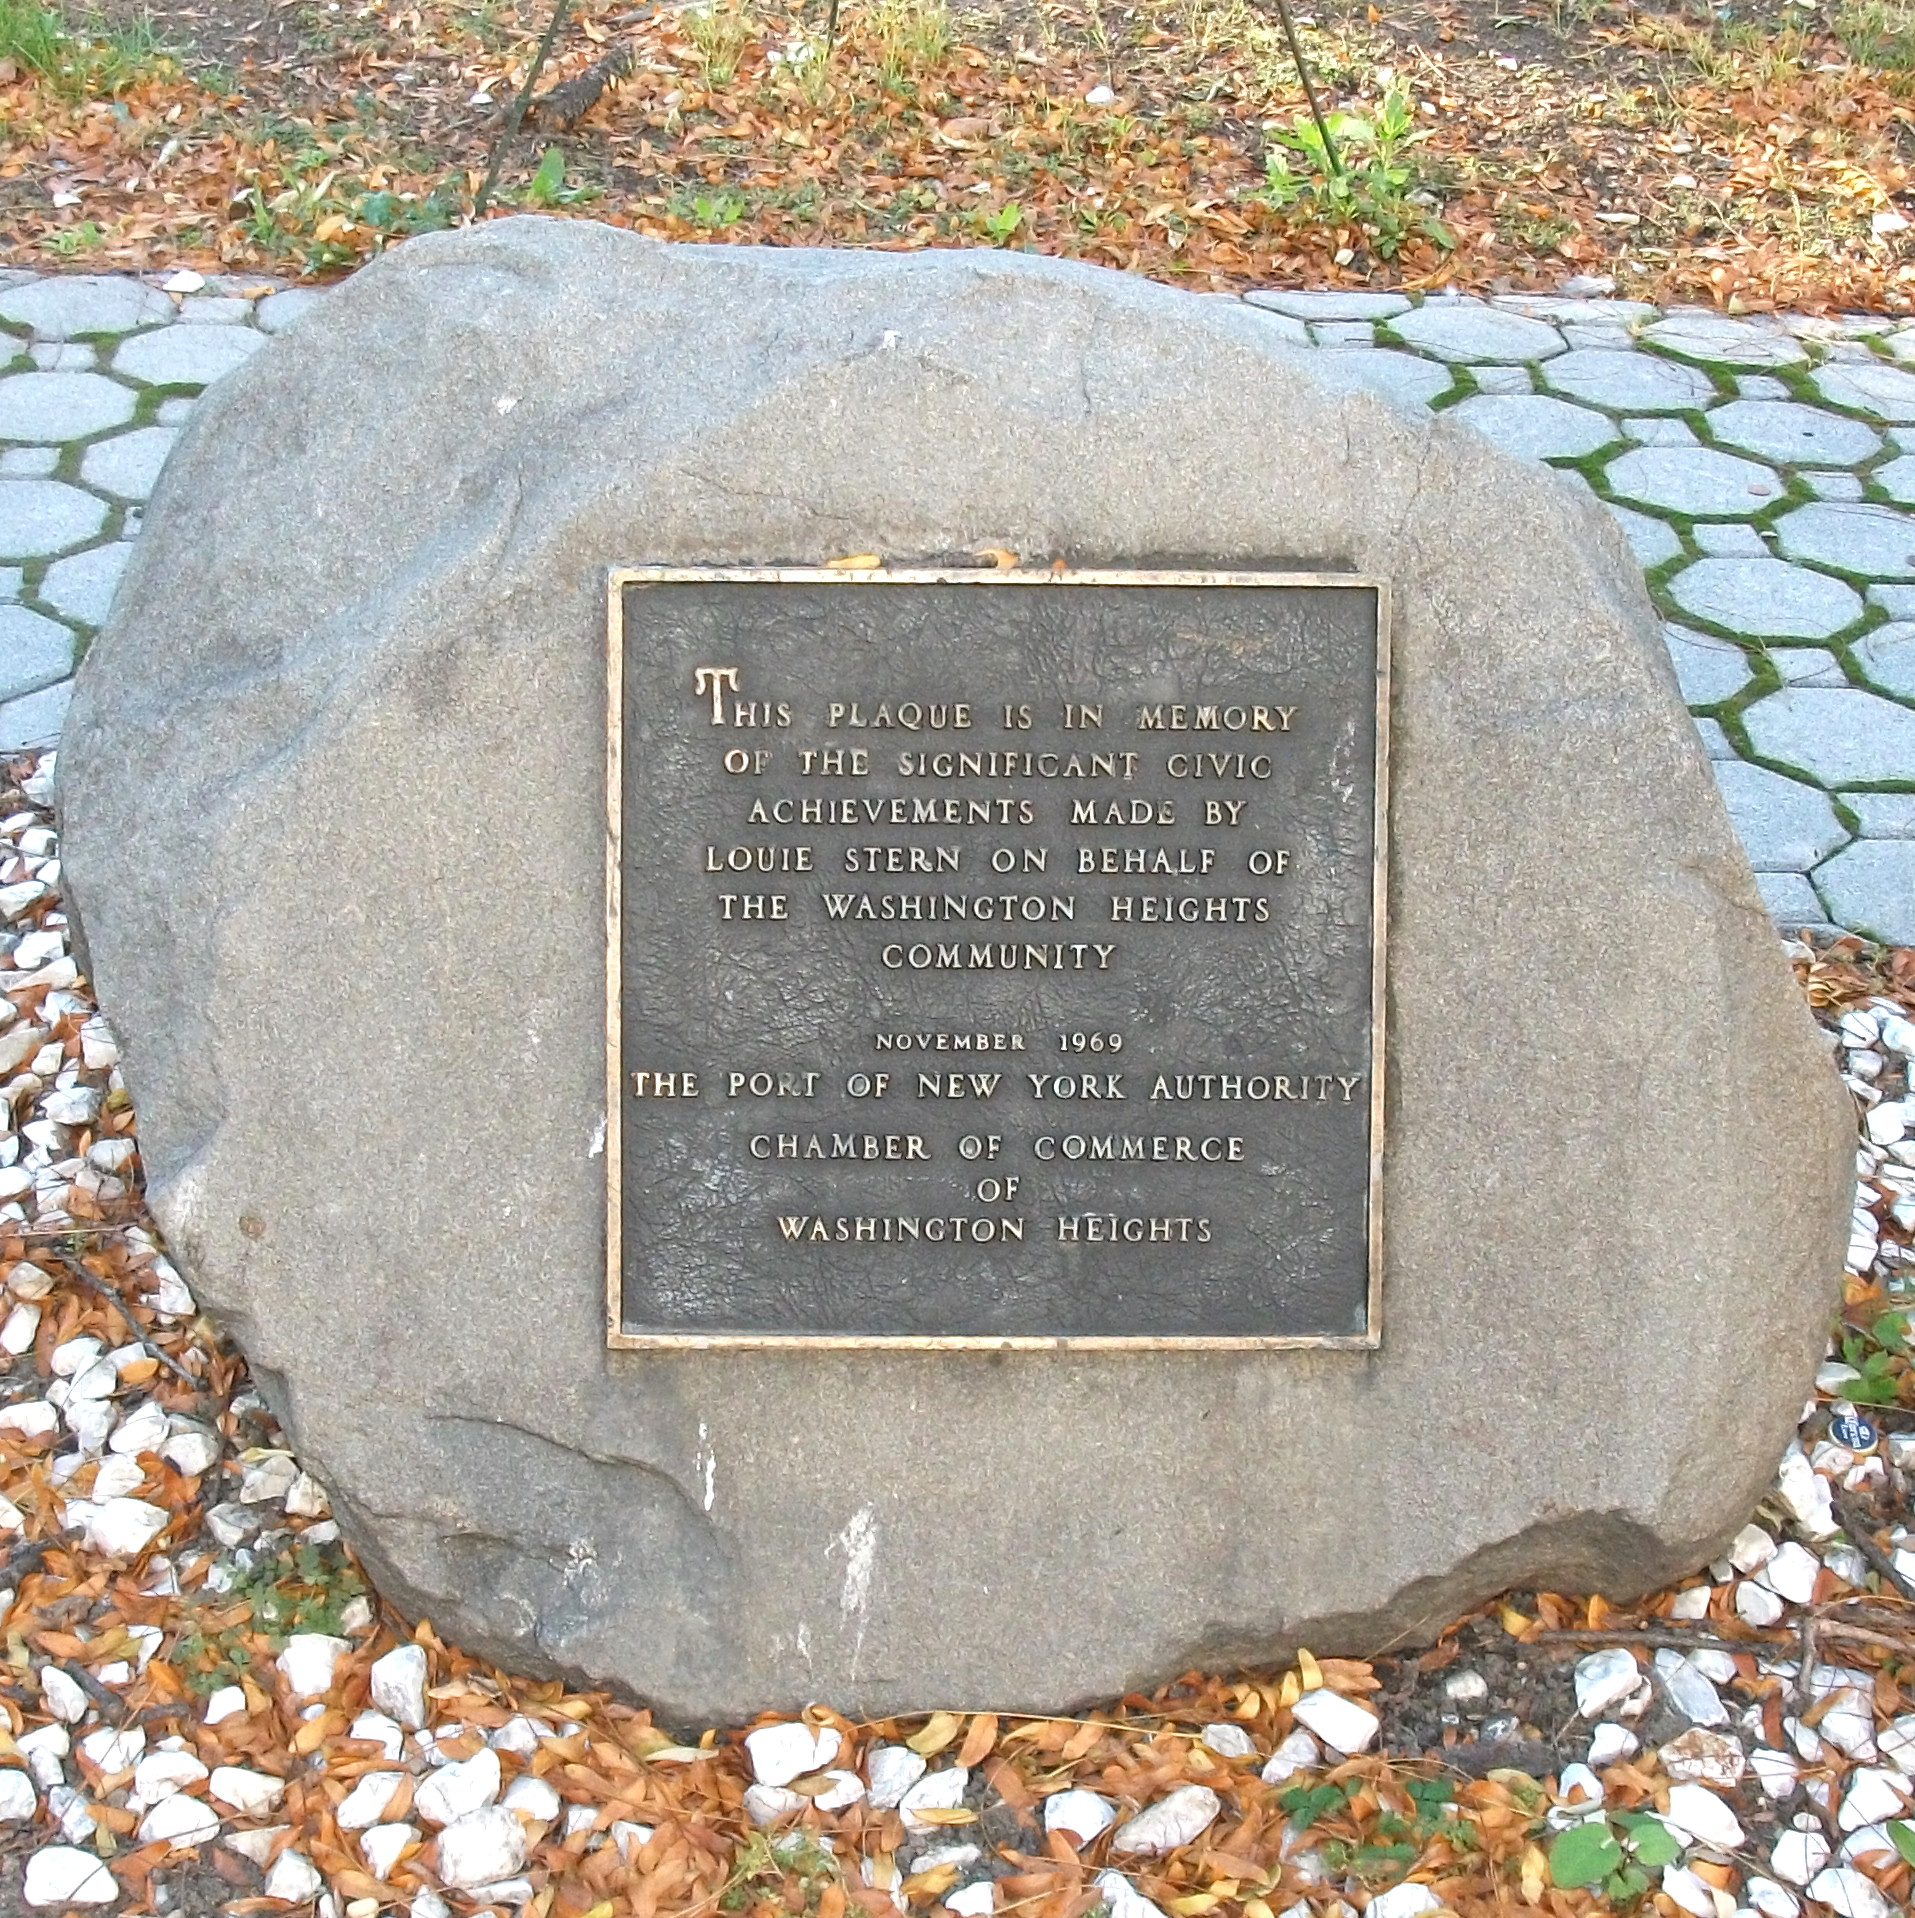 THIS PLAQUE IS IN MEMORY
OF THE SIGNIFICANT CIVIC
ACHIEVEMENTS MADE BY
LOUIE STERN ON BEHALF OF
THE WASHINGTON HEIGHTS
COMMUNITY
NOVEMBER 1969
THE PORT OF NEW YORK AUTHORITY
CHAMBER OF COMMERCE
OF
WASHINGTON HEIGHTS